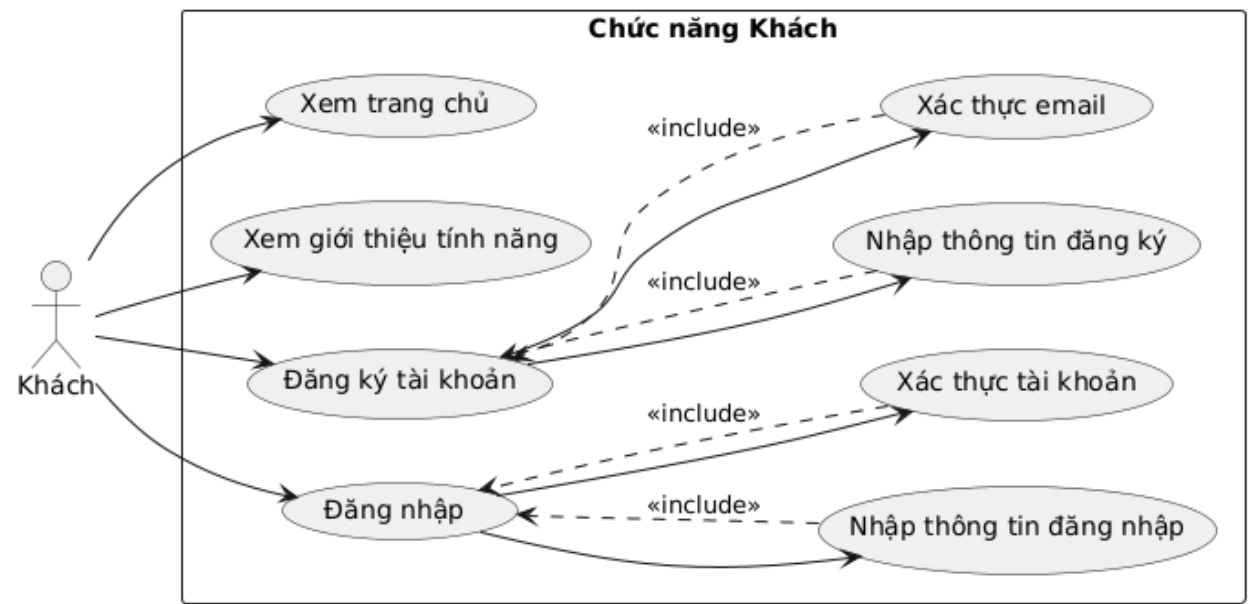 Chức năng Khách
Xem trang chủ
Xác thực email
«include»
Xem giới thiệu tính năng
Nhập thông tin đăng ký
«include»
Khách
Đăng ký tài khoản
Xác thực tài khoản
«include»
Đăng nhập
«include»
Nhập thông tin đăng nhập